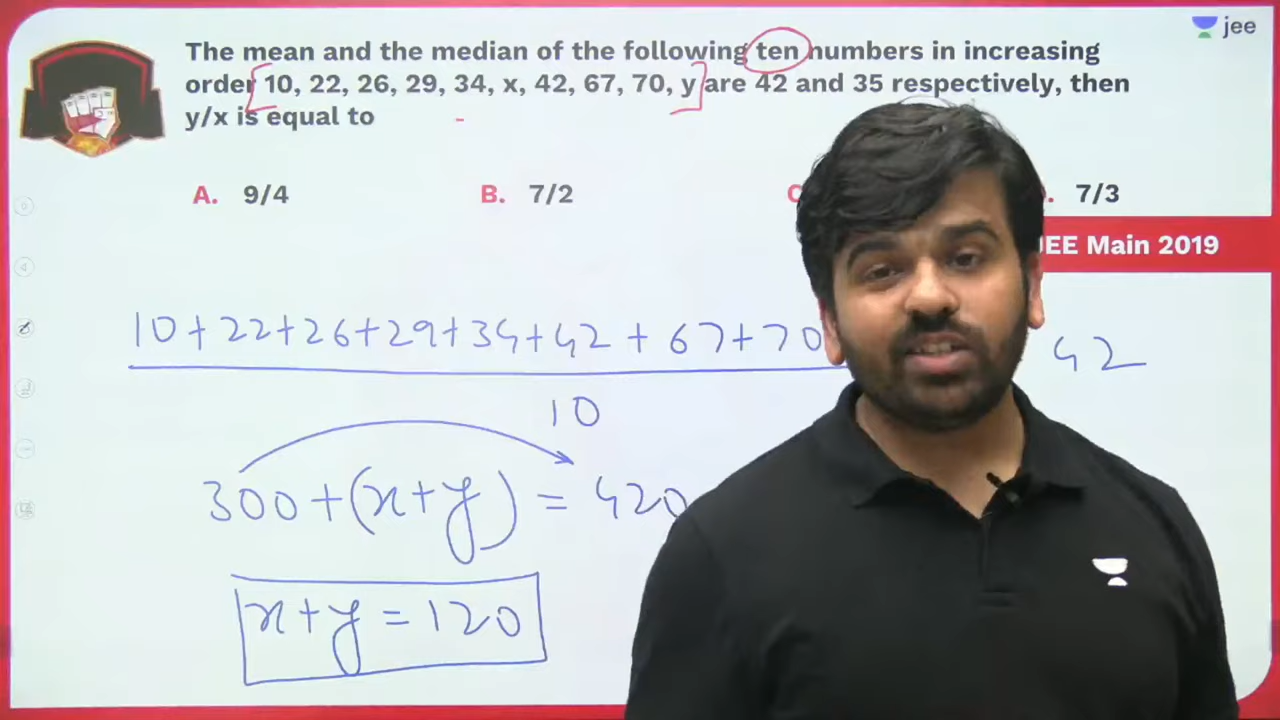 jee
The mean and the median of the following ten numbers in increasing
order 10, 22, 26, 29, 34, x, 42, 67, 70, y are 42 and 35 respectively, then
y/x is equal to
A. 9/4 B. 7/2 C . 7/3
JEE Main 2019
10+22+26+29+34+42+67+70 42
10
300+(x+y) = 420
x+y = 120